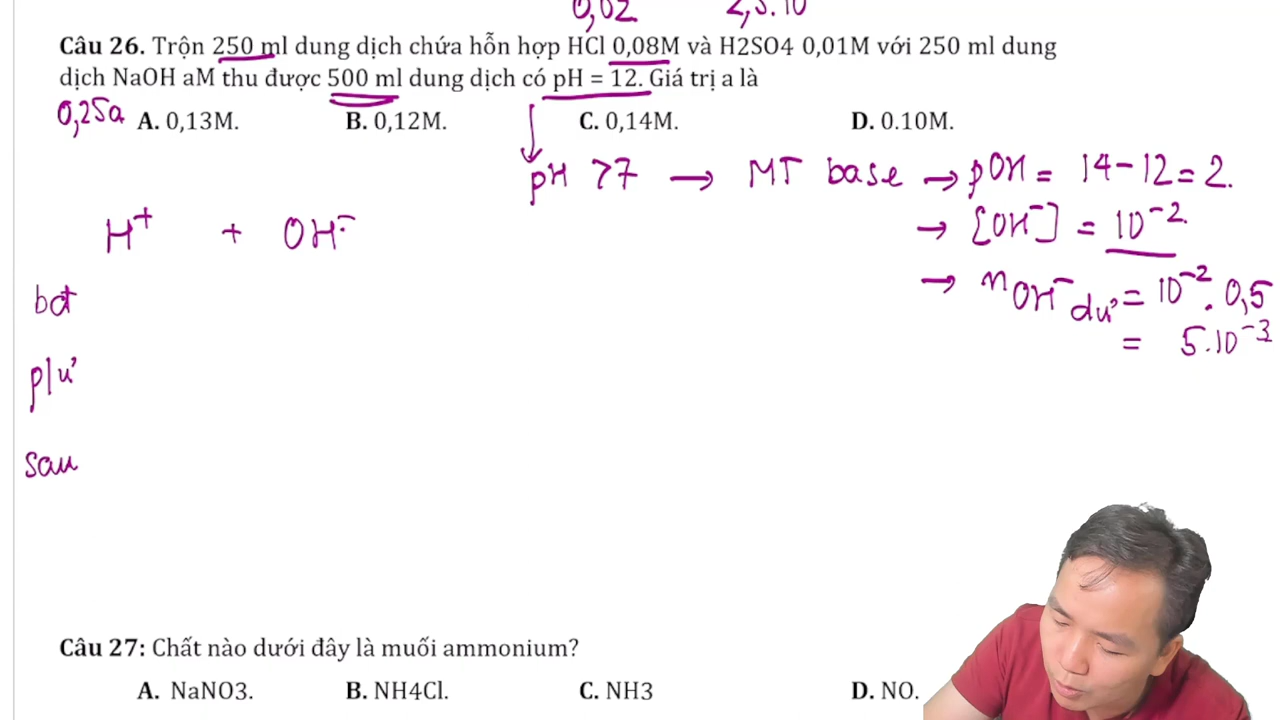 0,02 2,5.10
Câu 26. Trộn 250 ml dung dịch chứa hỗn hợp HCl 0,08M và H2SO4 0,01M với 250 ml dung
dịch NaOH aM thu được 500 ml dung dịch có pH = 12. Giá trị a là
0,25a A. 0,13M. B. 0,12M. C. 0,14M. D. 0.10M.
pH >7 → MT base → pOH = 14-12 = 2.
→ [OH⁻] = 10⁻².
H⁺ + OH⁻
→ nOH⁻ dư = 10⁻² . 0,5
= 5.10⁻³
bđ
p/ư
sau
Câu 27: Chất nào dưới đây là muối ammonium?
A. NaNO3. B. NH4Cl. C. NH3 D. NO.